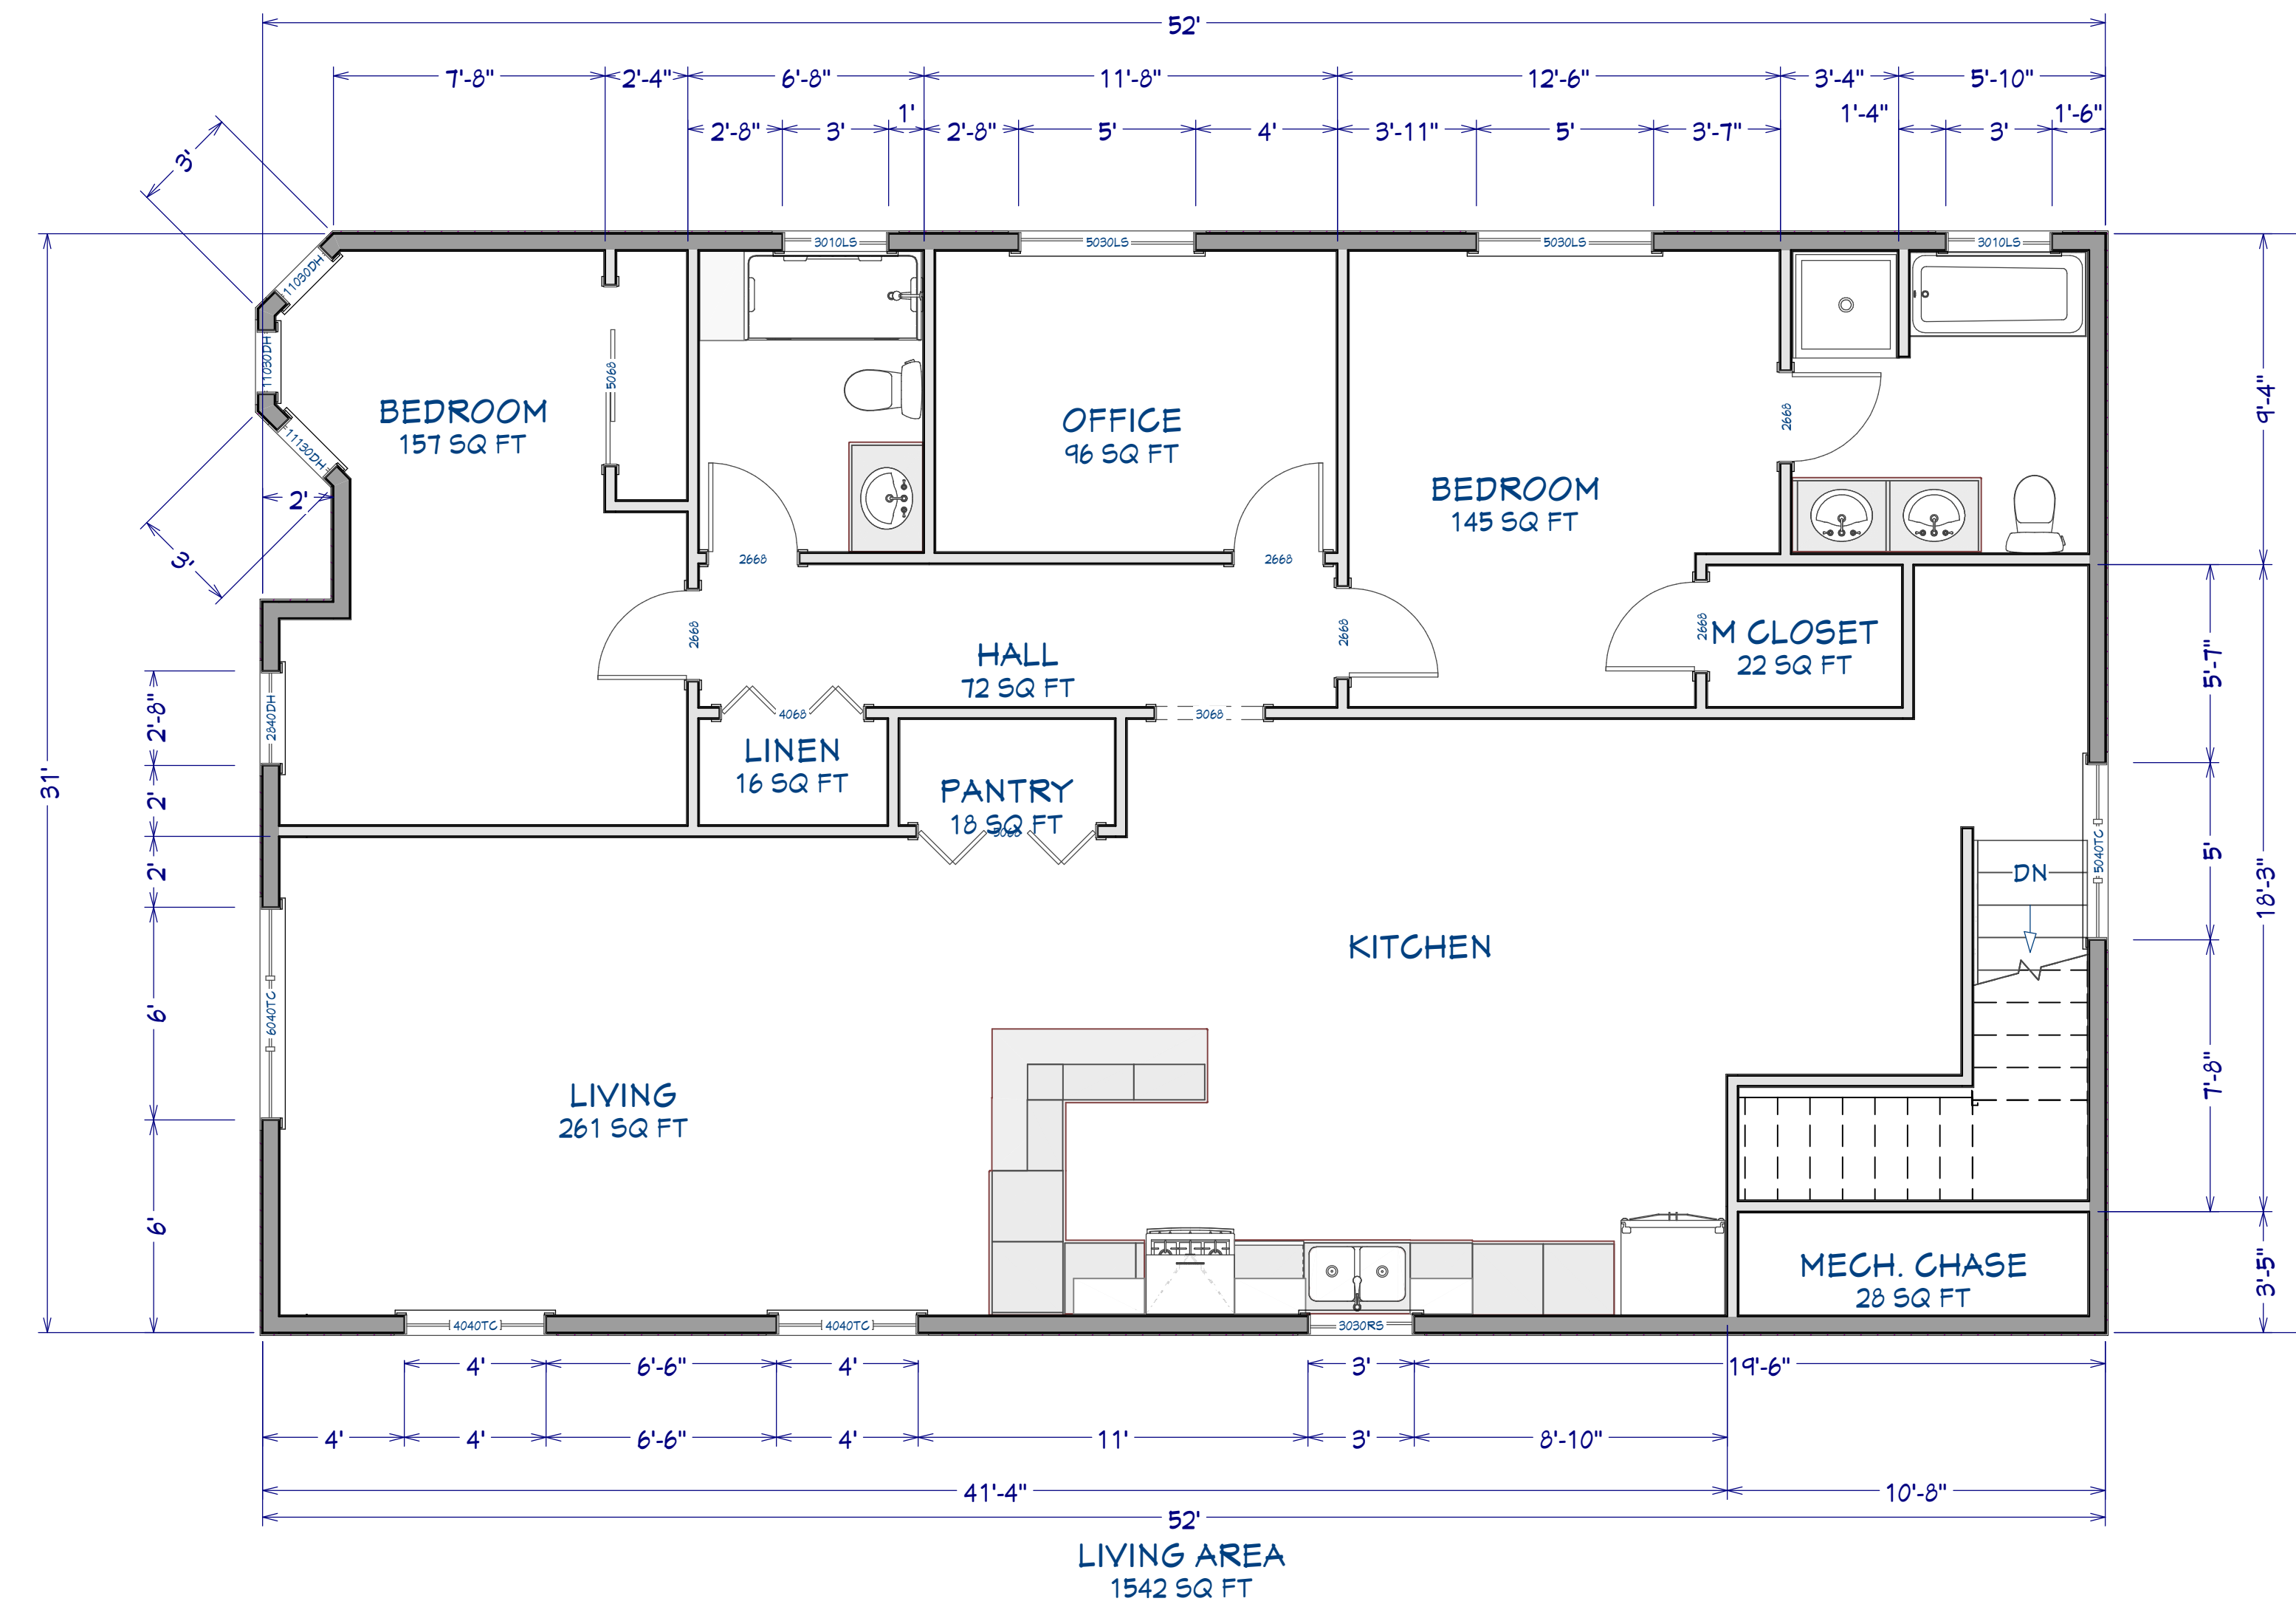 52'
7'-8" 2'-4" 6'-8" 11'-8" 12'-6" 3'-4" 5'-10"
1' 1'-4" 1'-6"
2'-8" 3' 2'-8" 5' 4' 3'-11" 5' 3'-7" 3'
3'
3010LS 5030LS 5030LS 3010LS
11030DH
11030DH
11130DH
5068
2'
3'
BEDROOM
157 SQ FT
OFFICE
96 SQ FT
BEDROOM
145 SQ FT
2668
9'-4"
2668 2668
2668 2668 2668
HALL
72 SQ FT
M CLOSET
22 SQ FT
5'-7"
31'
2'-8"
2840DH
4068 3068
LINEN
16 SQ FT
PANTRY
18 SQ FT
5068
2'
2'
5'
5040TC
DN
18'-3"
KITCHEN
6'
6040TC
LIVING
261 SQ FT
7'-8"
6'
MECH. CHASE
28 SQ FT
3'-5"
4040TC 4040TC 3030RS
4' 6'-6" 4' 3' 19'-6"
4' 4' 6'-6" 4' 11' 3' 8'-10"
41'-4" 10'-8"
52'
LIVING AREA
1542 SQ FT